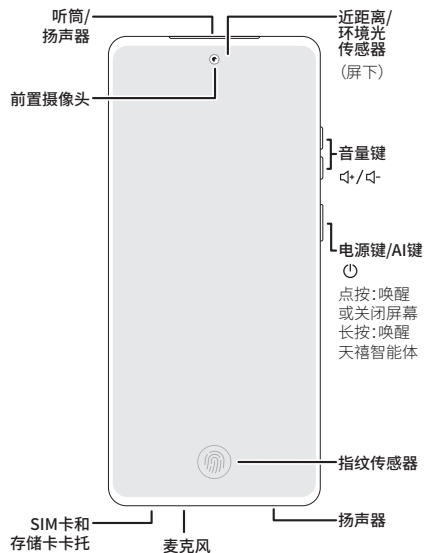 听筒/
扬声器
近距离/
环境光
传感器
（屏下）
前置摄像头
音量键
+/-
电源键/AI键
点按：唤醒
或关闭屏幕
长按：唤醒
天禧智能体
指纹传感器
SIM卡和
存储卡卡托
麦克风
扬声器